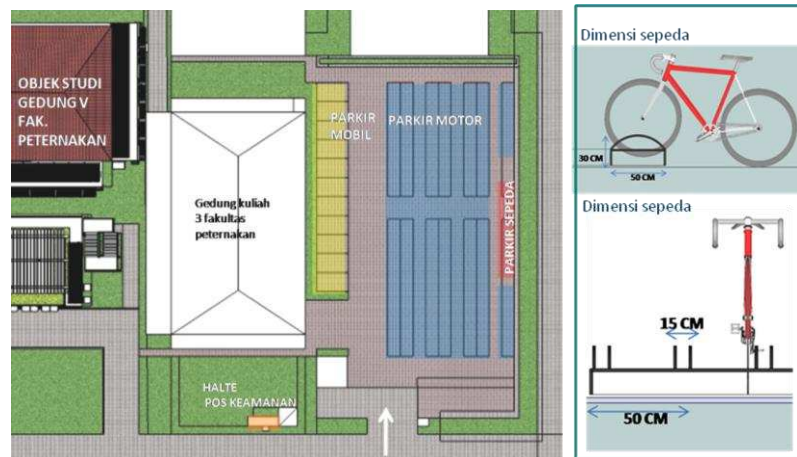 OBJEK STUDI
GEDUNG V
FAK.
PETERNAKAN
PARKIR
MOBIL
PARKIR MOTOR
PARKIR SEPEDA
Gedung kuliah
3 fakultas
peternakan
HALTE
POS KEAMANAN
Dimensi sepeda
30 CM
50 CM
Dimensi sepeda
15 CM
50 CM